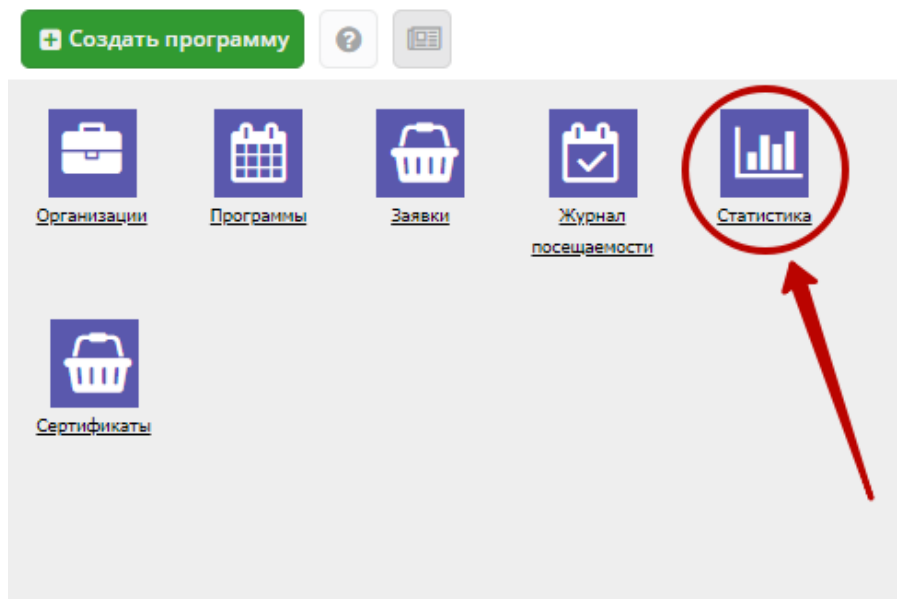 Создать программу
Организации
Программы
Заявки
Журнал
посещаемости
Статистика
Сертификаты